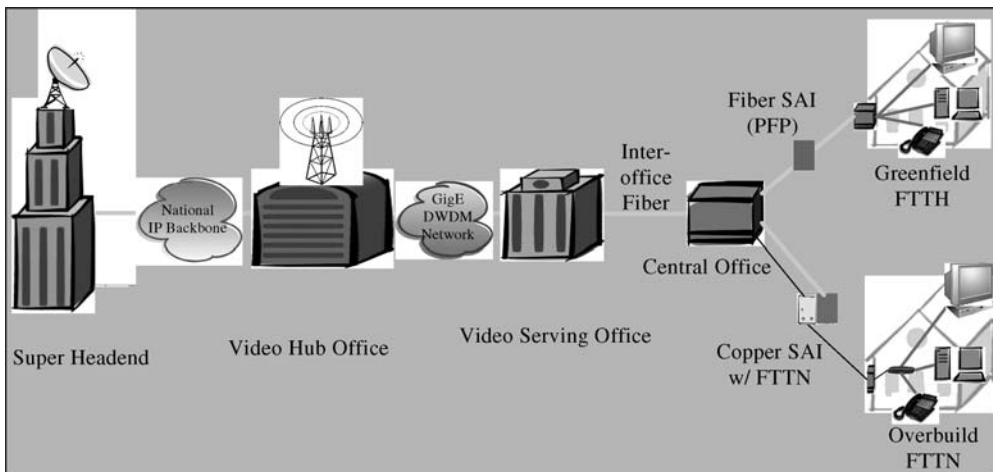 Super Headend
National
IP Backbone
Video Hub Office
GigE
DWDM
Network
Video Serving Office
Inter-
office
Fiber
Central Office
Fiber SAI
(PFP)
Greenfield
FTTH
Copper SAI
w/ FTTN
Overbuild
FTTN